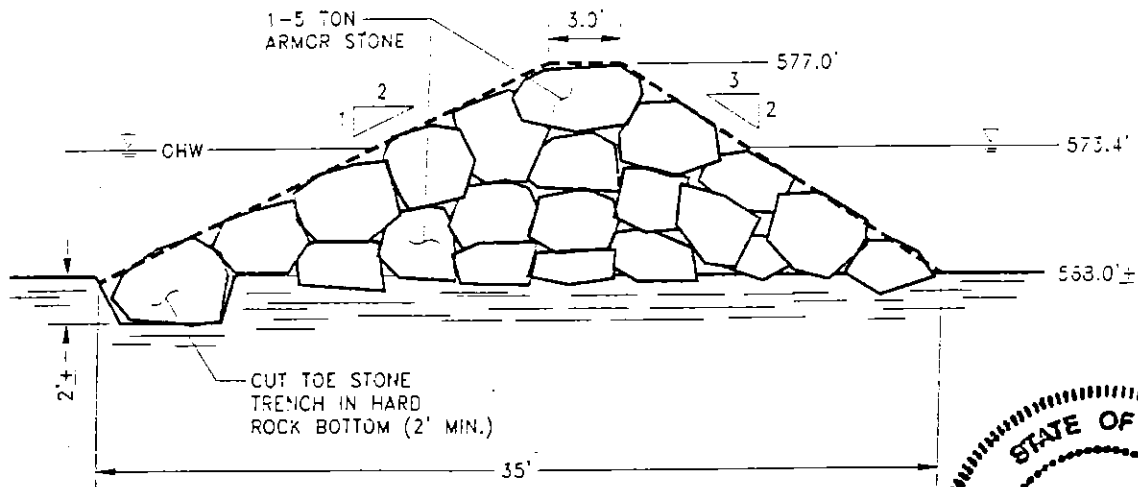 1-5 TON
ARMOR STONE
3.0'
577.0'
2
1
3
2
OHW
573.4'
568.0'±
2'±
CUT TOE STONE
TRENCH IN HARD
ROCK BOTTOM (2' MIN.)
35'
STATE OF